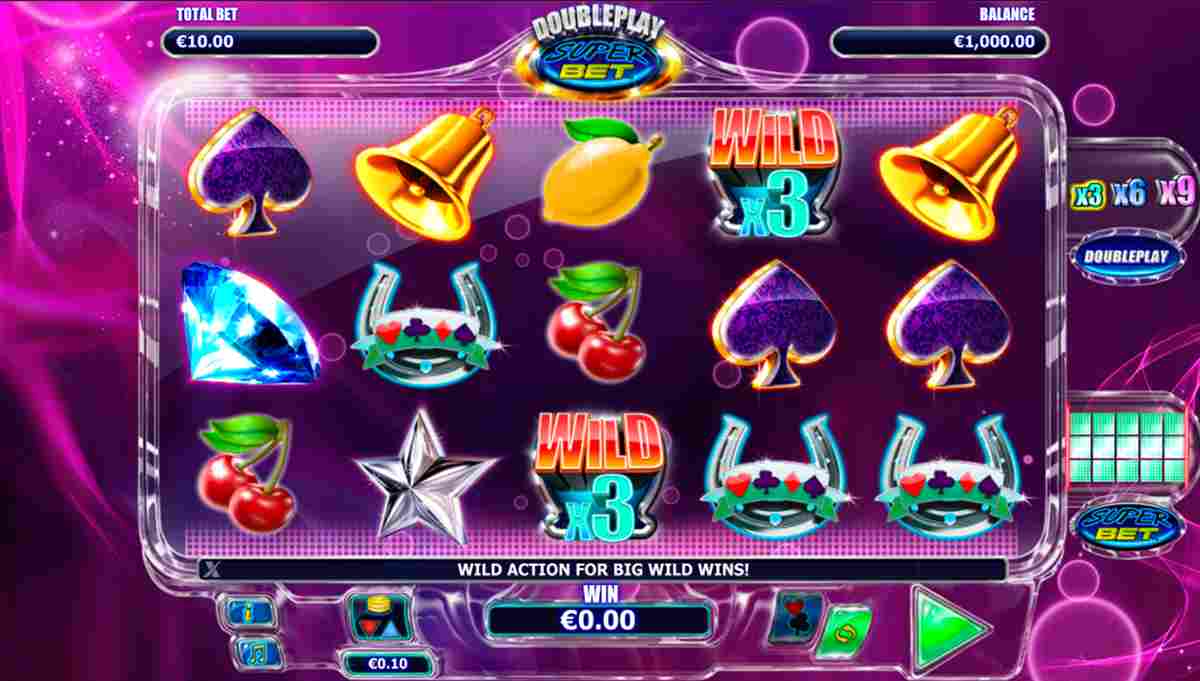 TOTAL BET
€10.00
DOUBLEPLAY
SUPER
BET
BALANCE
€1,000.00
WILD
x3
x3 x6 x9
DOUBLEPLAY
WILD
x3
SUPER
BET
WILD ACTION FOR BIG WILD WINS!
WIN
€0.00
€0.10